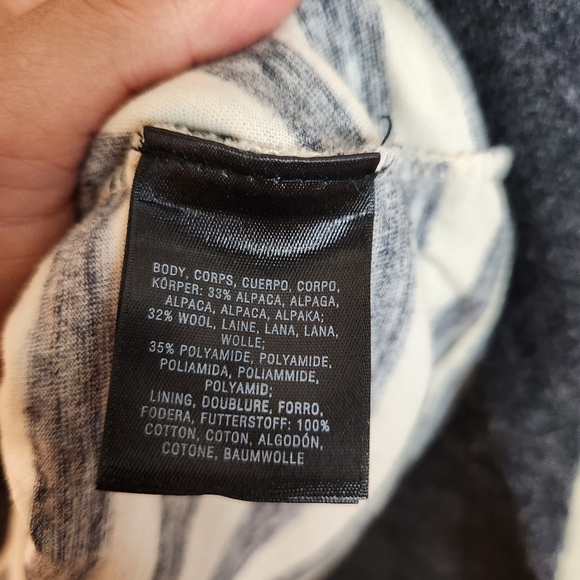 BODY, CORPS, CUERPO, CORPO,
KÖRPER: 33% ALPACA, ALPAGA,
ALPACA, ALPACA, ALPAKA;
32% WOOL, LAINE, LANA, LANA,
WOLLE;
35% POLYAMIDE, POLYAMIDE,
POLIAMIDA, POLIAMMIDE,
POLYAMID;
LINING, DOUBLURE, FORRO,
FODERA, FUTTERSTOFF: 100%
COTTON, COTON, ALGODÓN,
COTONE, BAUMWOLLE